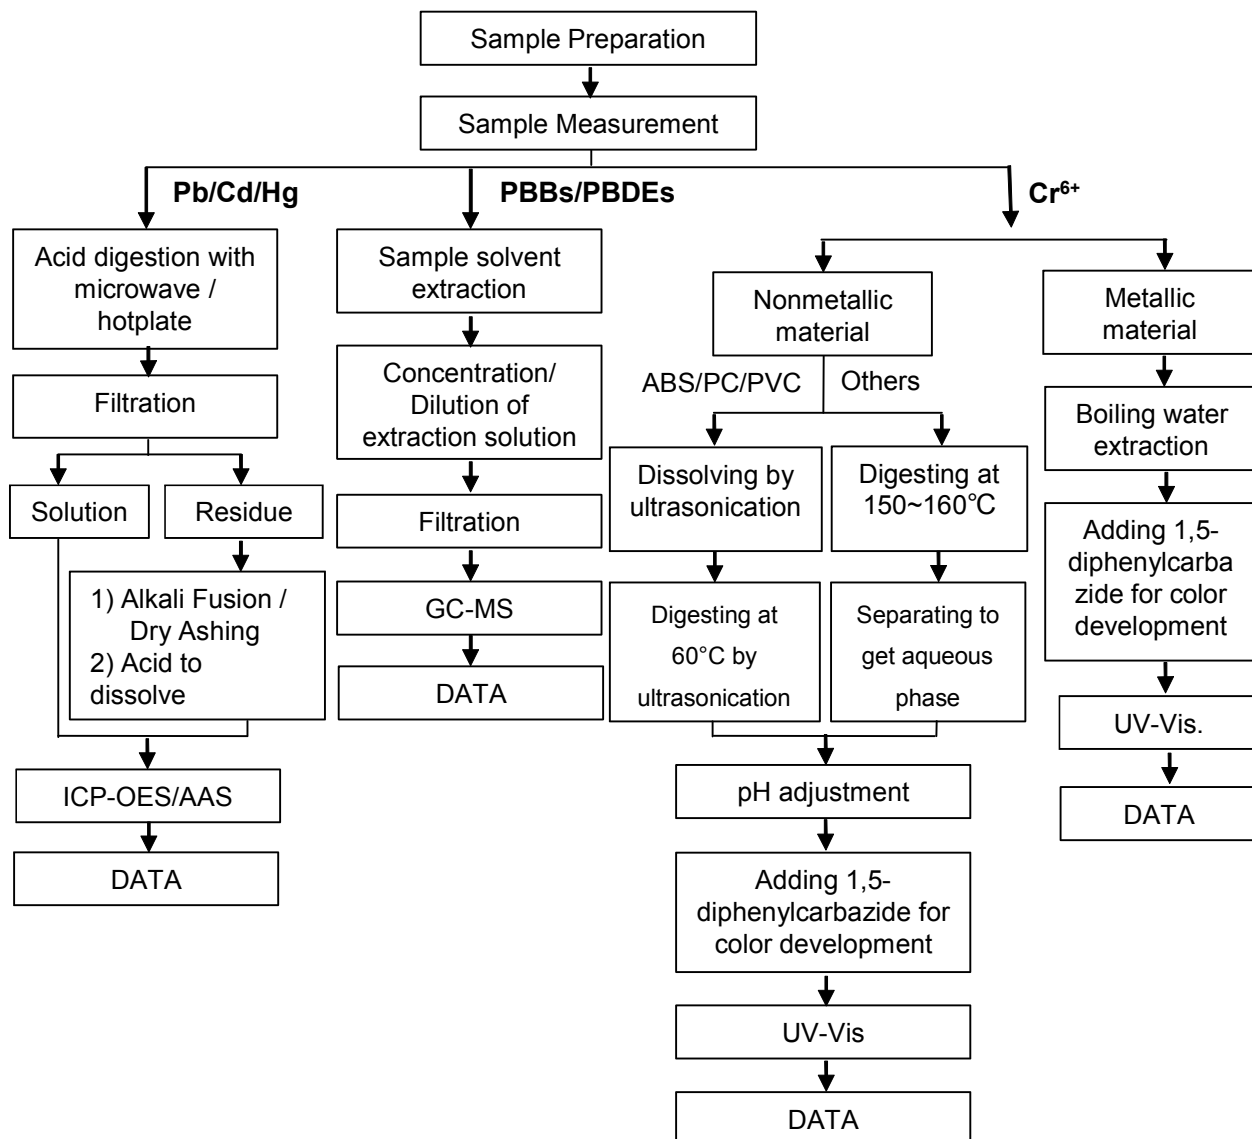 Sample Preparation
Sample Measurement
Pb/Cd/Hg
PBBs/PBDEs
Cr⁶⁺
Acid digestion with
microwave /
hotplate
Filtration
Solution
Residue
1) Alkali Fusion /
Dry Ashing
2) Acid to
dissolve
ICP-OES/AAS
DATA
Sample solvent
extraction
Concentration/
Dilution of
extraction solution
Filtration
GC-MS
DATA
Nonmetallic
material
ABS/PC/PVC
Others
Dissolving by
ultrasonication
Digesting at
60°C by
ultrasonication
Digesting at
150~160℃
Separating to
get aqueous
phase
pH adjustment
Adding 1,5-
diphenylcarbazide for
color development
UV-Vis
DATA
Metallic
material
Boiling water
extraction
Adding 1,5-
diphenylcarba
zide for color
development
UV-Vis.
DATA